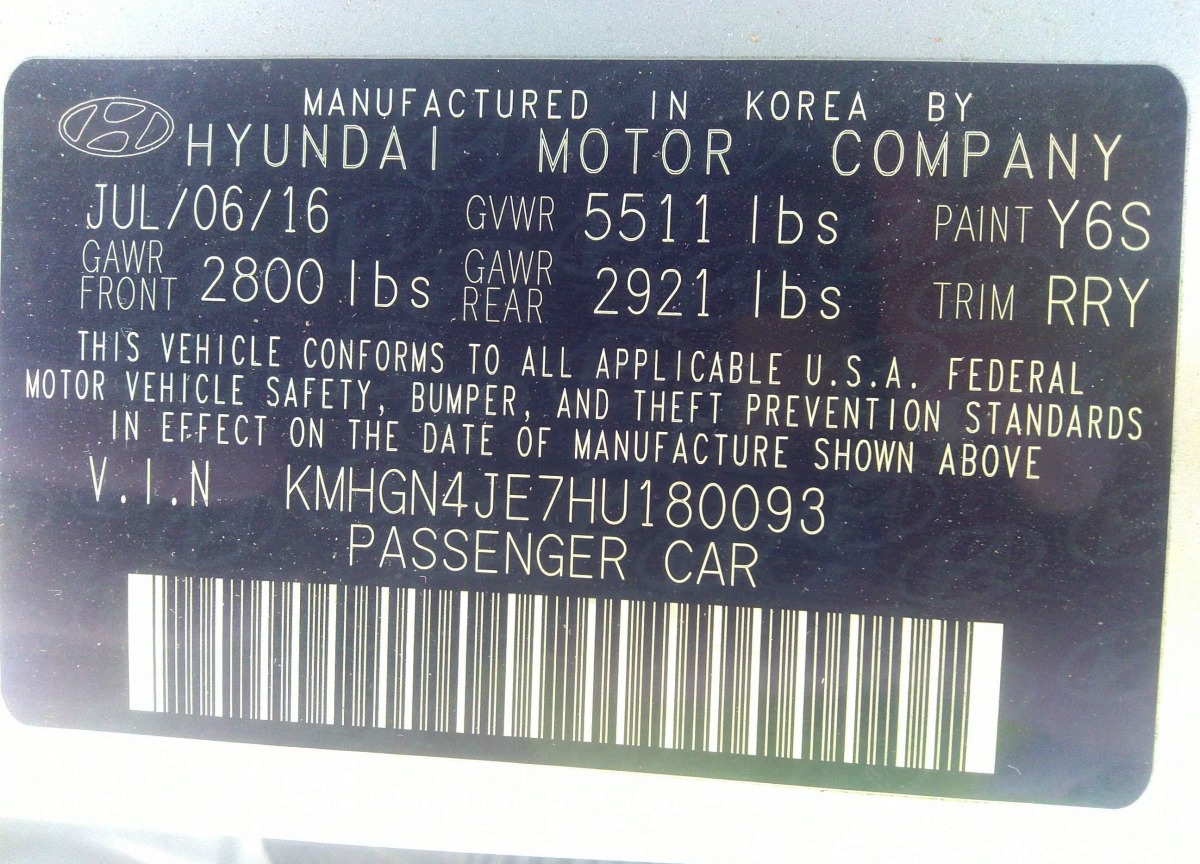 MANUFACTURED IN KOREA BY
HYUNDAI MOTOR COMPANY
JUL/06/16 GVWR 5511 lbs PAINT Y6S
GAWR FRONT 2800 lbs GAWR REAR 2921 lbs TRIM RRY
THIS VEHICLE CONFORMS TO ALL APPLICABLE U.S.A. FEDERAL
MOTOR VEHICLE SAFETY, BUMPER, AND THEFT PREVENTION STANDARDS
IN EFFECT ON THE DATE OF MANUFACTURE SHOWN ABOVE
V.I.N KMHGN4JE7HU180093
PASSENGER CAR